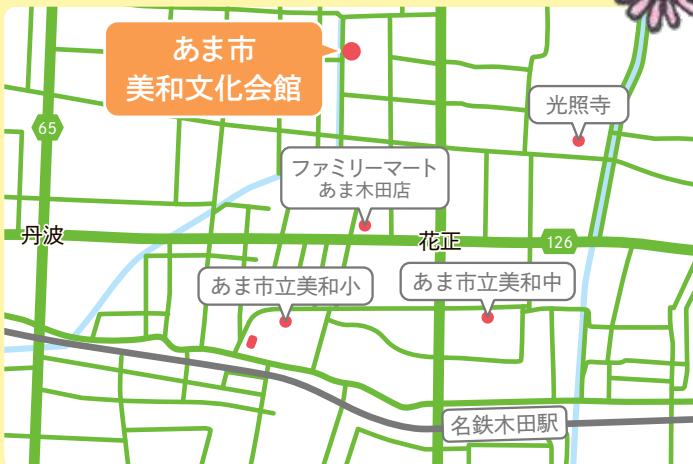 あま市
美和文化会館
光照寺
65
ファミリーマート
あま木田店
丹波
花正
126
あま市立美和小
あま市立美和中
名鉄木田駅